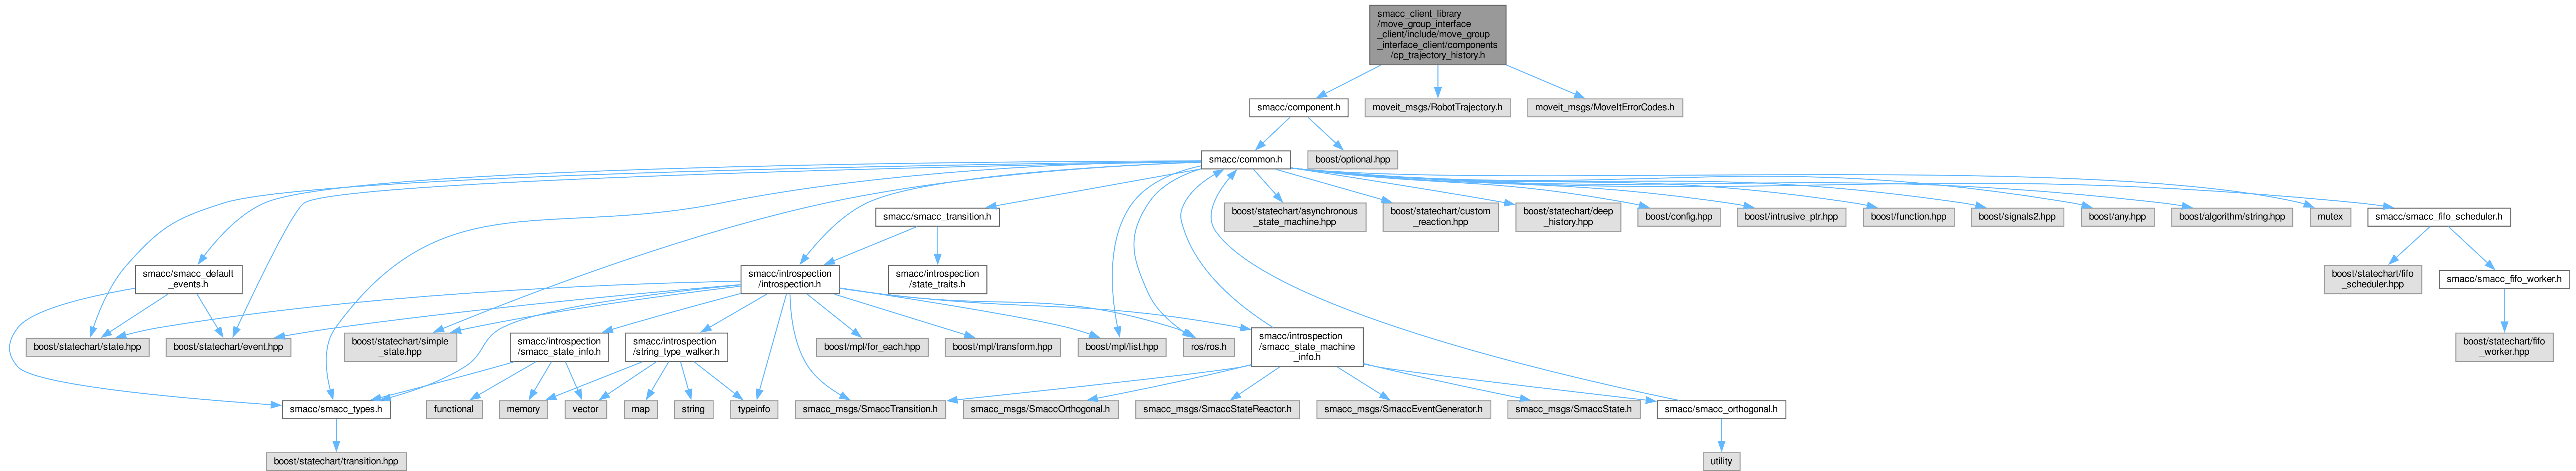 smacc_client_library
/move_group_interface
_client/include/move_group
_interface_client/components
/cp_trajectory_history.h
smacc/component.h
moveit_msgs/RobotTrajectory.h
moveit_msgs/MoveItErrorCodes.h
smacc/common.h
boost/optional.hpp
smacc/smacc_transition.h
boost/statechart/asynchronous
_state_machine.hpp
boost/statechart/custom
_reaction.hpp
boost/statechart/deep
_history.hpp
boost/config.hpp
boost/intrusive_ptr.hpp
boost/function.hpp
boost/signals2.hpp
boost/any.hpp
boost/algorithm/string.hpp
mutex
smacc/smacc_fifo_scheduler.h
smacc/smacc_default
_events.h
smacc/introspection
/introspection.h
smacc/introspection
/state_traits.h
boost/statechart/fifo
_scheduler.hpp
smacc/smacc_fifo_worker.h
boost/statechart/state.hpp
boost/statechart/event.hpp
boost/statechart/simple
_state.hpp
smacc/introspection
/smacc_state_info.h
smacc/introspection
/string_type_walker.h
boost/mpl/for_each.hpp
boost/mpl/transform.hpp
boost/mpl/list.hpp
ros/ros.h
smacc/introspection
/smacc_state_machine
_info.h
boost/statechart/fifo
_worker.hpp
smacc/smacc_types.h
functional
memory
vector
map
string
typeinfo
smacc_msgs/SmaccTransition.h
smacc_msgs/SmaccOrthogonal.h
smacc_msgs/SmaccStateReactor.h
smacc_msgs/SmaccEventGenerator.h
smacc_msgs/SmaccState.h
smacc/smacc_orthogonal.h
boost/statechart/transition.hpp
utility